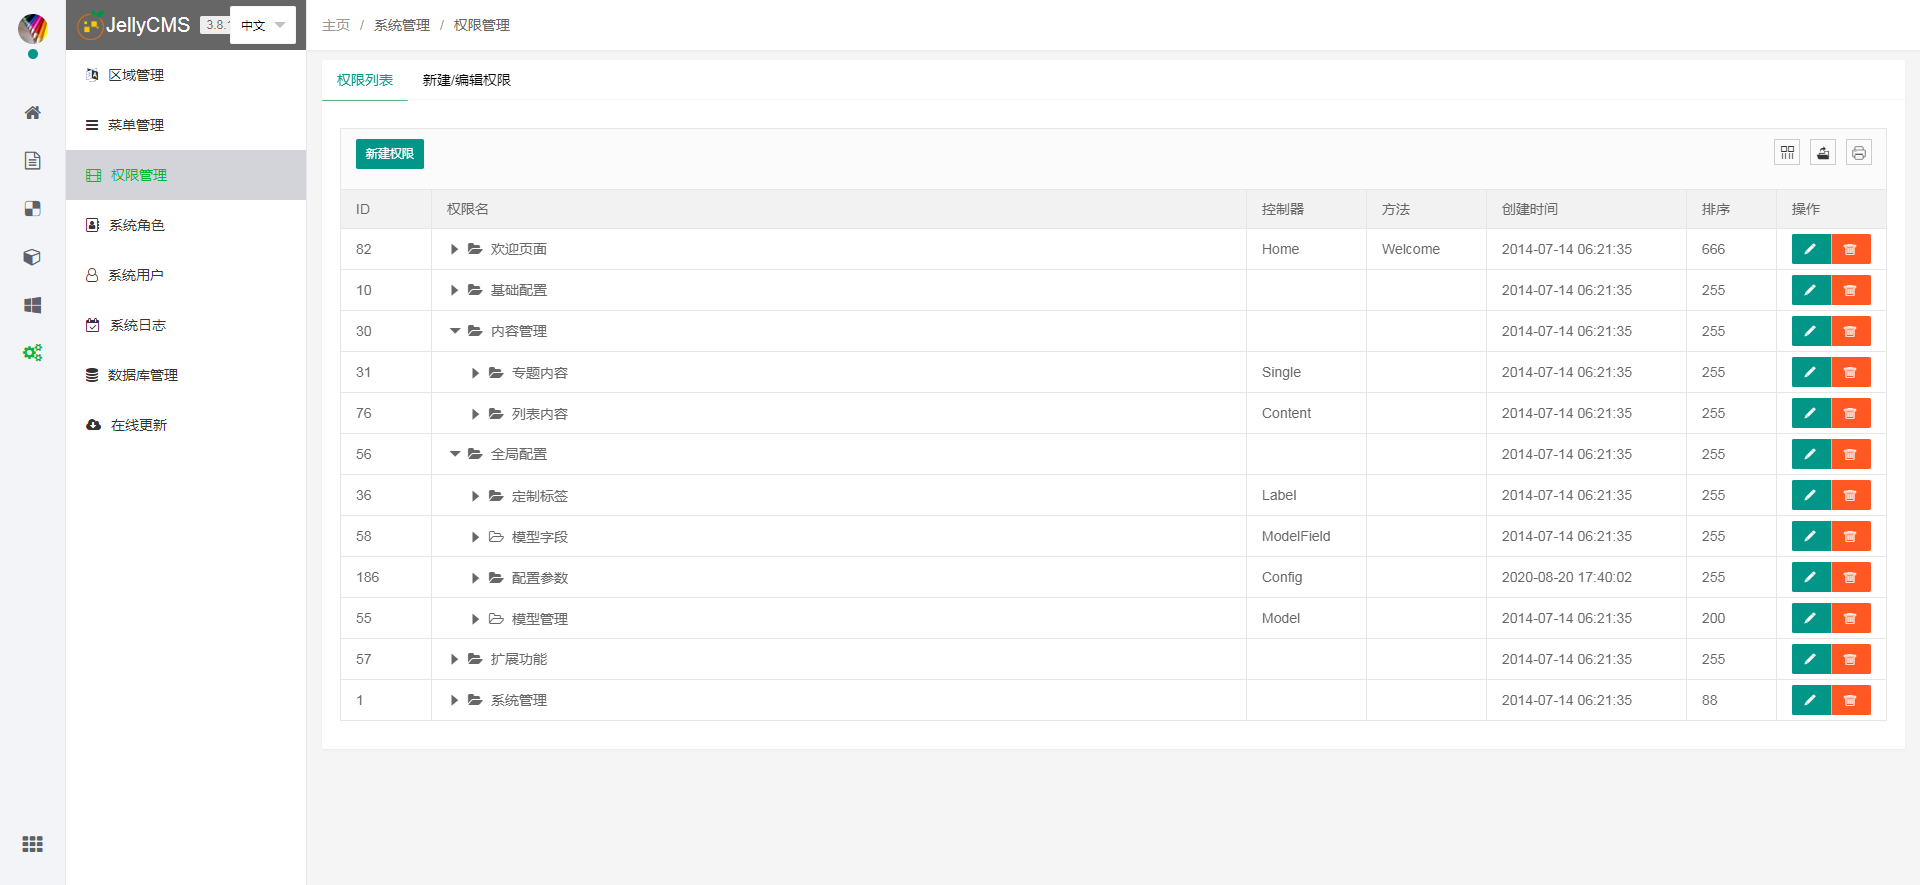 JellyCMS 3.8. 中文
主页 / 系统管理 / 权限管理
区域管理
菜单管理
权限管理
系统角色
系统用户
系统日志
数据库管理
在线更新
权限列表 新建/编辑权限
新建权限
ID 权限名 控制器 方法 创建时间 排序 操作
82 欢迎页面 Home Welcome 2014-07-14 06:21:35 666
10 基础配置 2014-07-14 06:21:35 255
30 内容管理 2014-07-14 06:21:35 255
31 专题内容 Single 2014-07-14 06:21:35 255
76 列表内容 Content 2014-07-14 06:21:35 255
56 全局配置 2014-07-14 06:21:35 255
36 定制标签 Label 2014-07-14 06:21:35 255
58 模型字段 ModelField 2014-07-14 06:21:35 255
186 配置参数 Config 2020-08-20 17:40:02 255
55 模型管理 Model 2014-07-14 06:21:35 200
57 扩展功能 2014-07-14 06:21:35 255
1 系统管理 2014-07-14 06:21:35 88